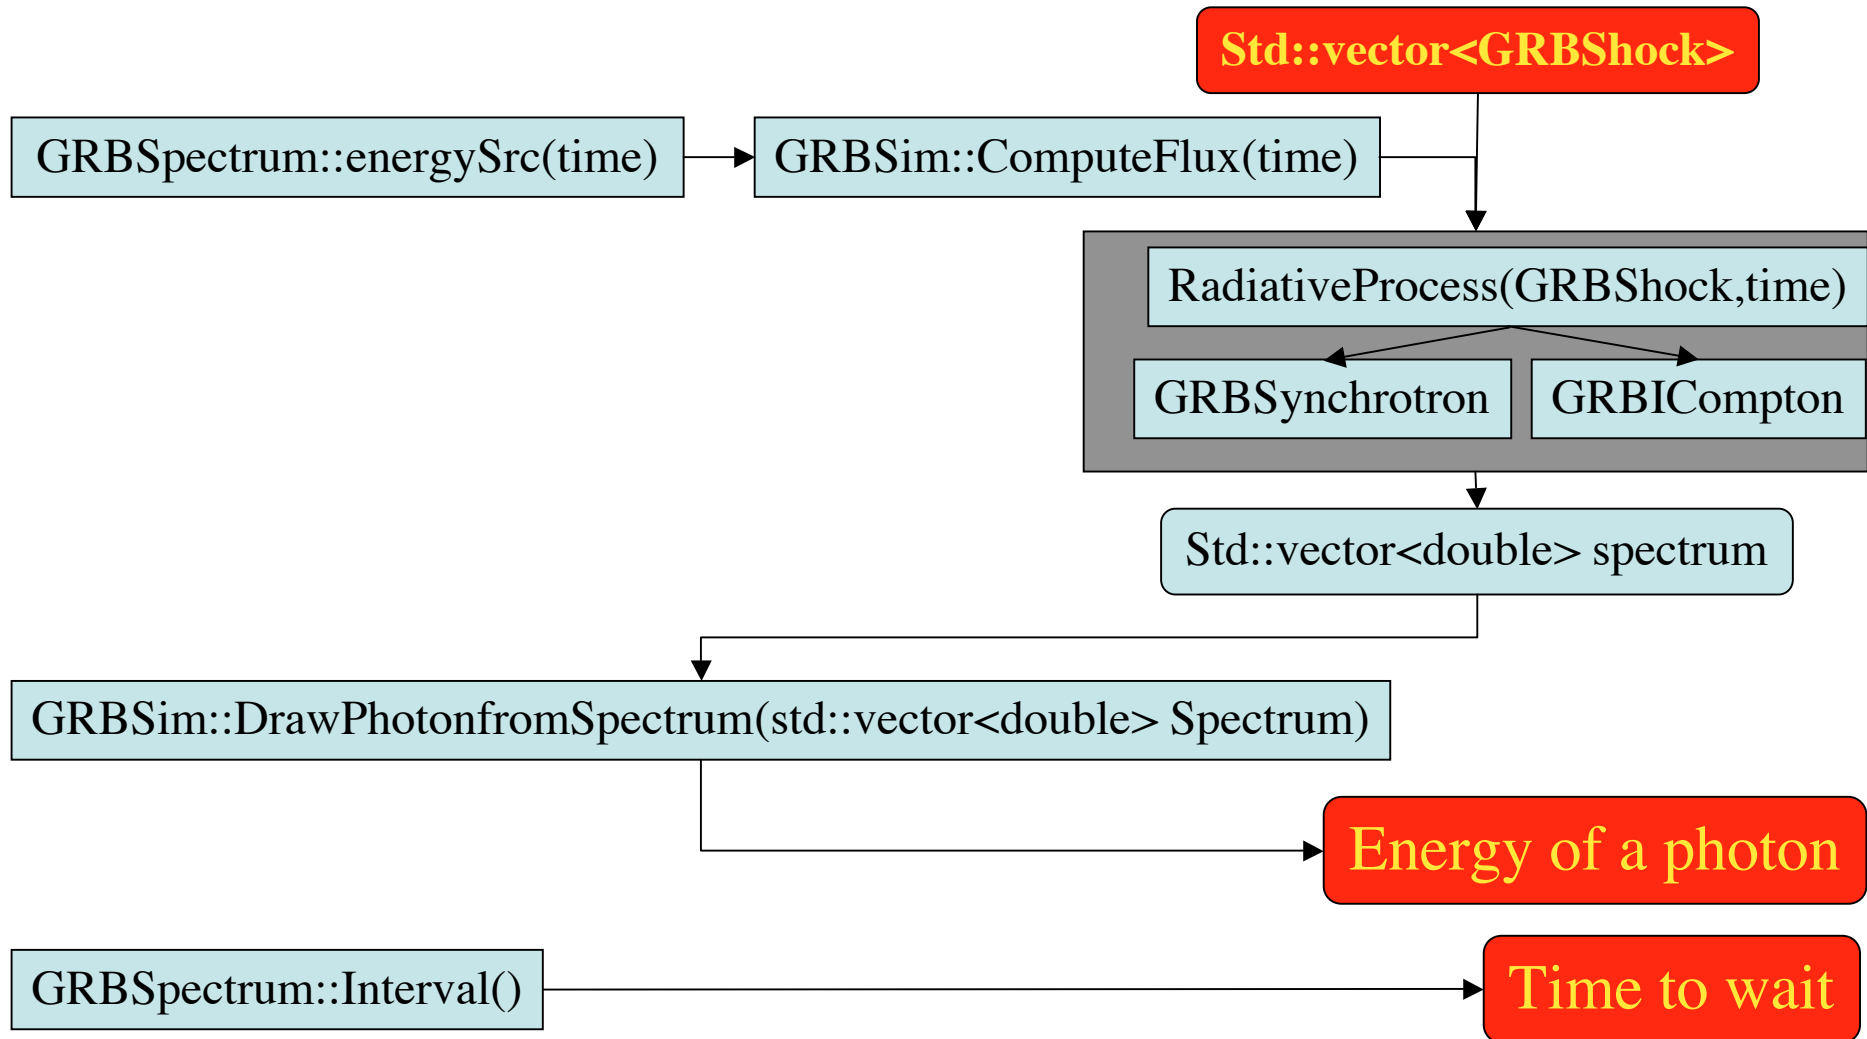 Std::vector<GRBShock>
GRBSpectrum::energySrc(time)
GRBSim::ComputeFlux(time)
RadiativeProcess(GRBShock,time)
GRBSynchrotron
GRBICompton
Std::vector<double> spectrum
GRBSim::DrawPhotonfromSpectrum(std::vector<double> Spectrum)
Energy of a photon
GRBSpectrum::Interval()
Time to wait